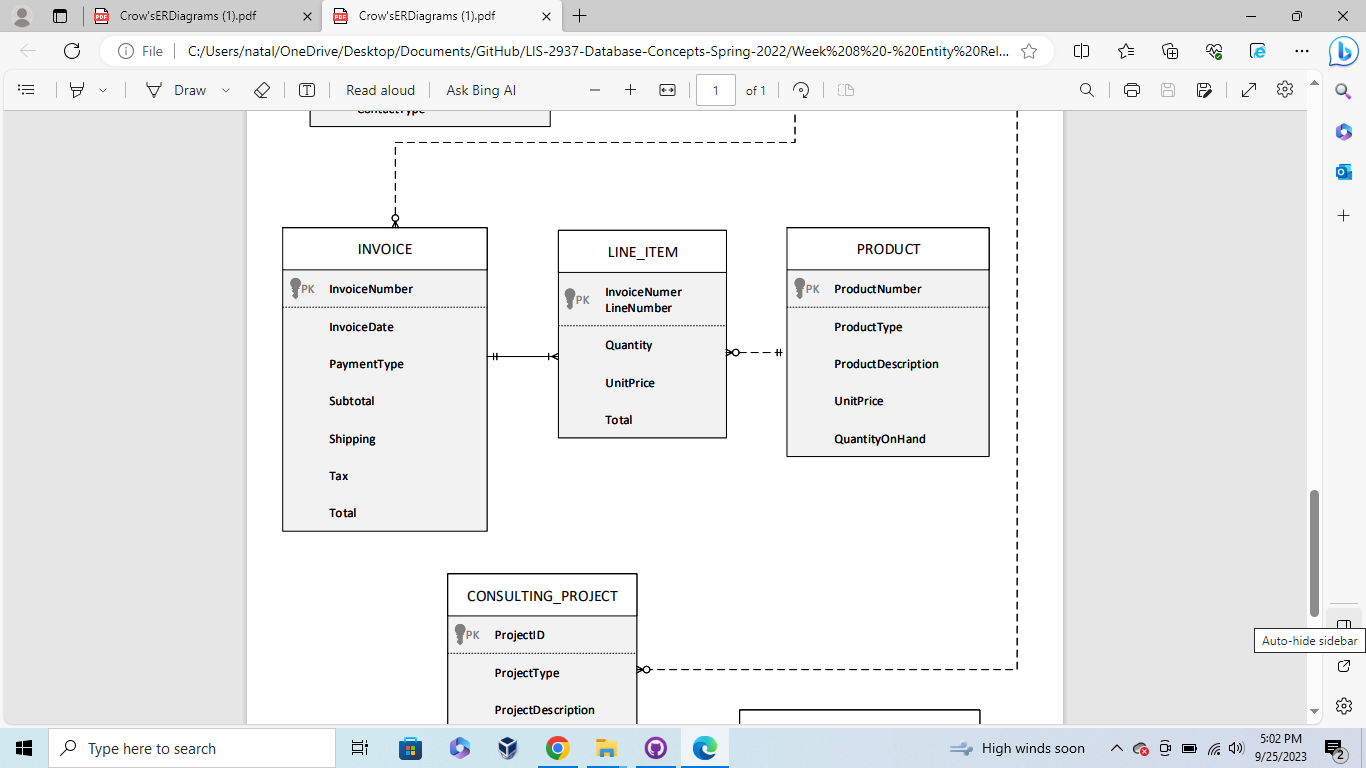 Crow'sERDiagrams (1).pdf
Crow'sERDiagrams (1).pdf
File
C:/Users/natal/OneDrive/Desktop/Documents/GitHub/LIS-2937-Database-Concepts-Spring-2022/Week%208%20-%20Entity%20Rel...
Draw
Read aloud
Ask Bing AI
1
of 1
ContactType
INVOICE
PK InvoiceNumber
InvoiceDate
PaymentType
Subtotal
Shipping
Tax
Total
LINE_ITEM
PK
InvoiceNumer
LineNumber
Quantity
UnitPrice
Total
PRODUCT
PK ProductNumber
ProductType
ProductDescription
UnitPrice
QuantityOnHand
CONSULTING_PROJECT
PK ProjectID
ProjectType
ProjectDescription
Auto-hide sidebar
Type here to search
High winds soon
5:02 PM
9/25/2023
2